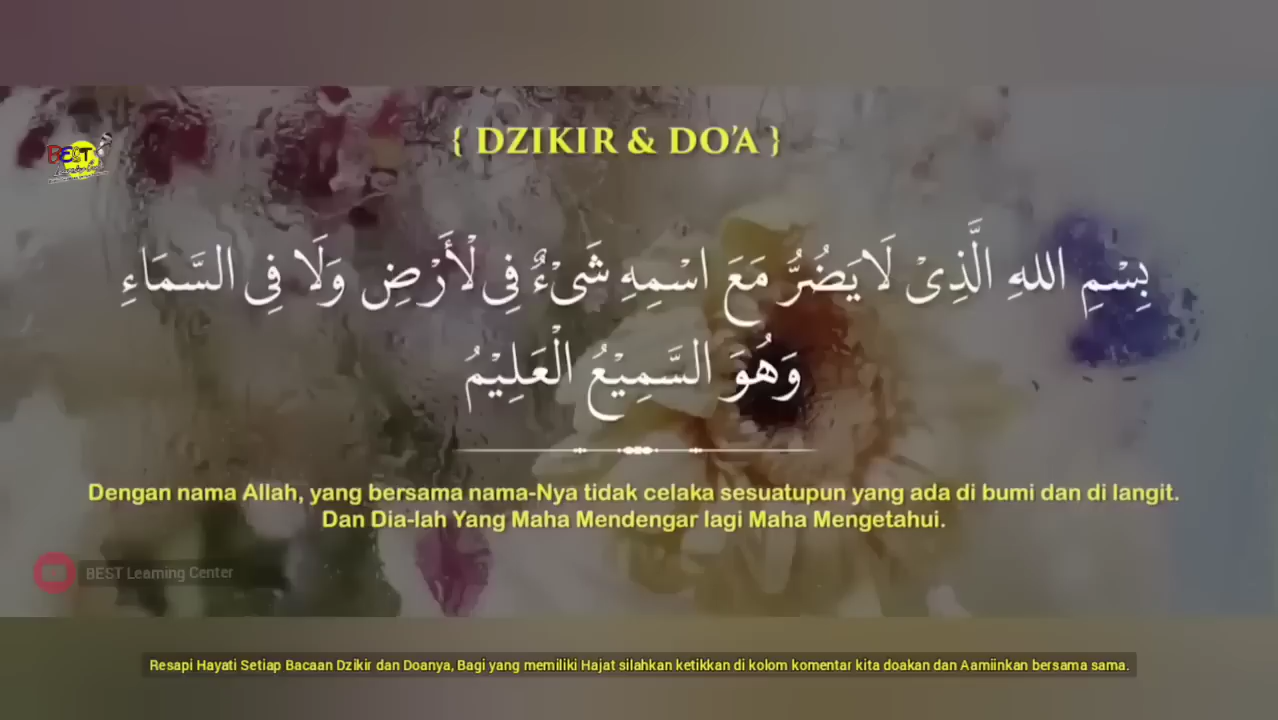 { DZIKIR & DO’A }
BEST
بِسْمِ اللهِ الَّذِىْ لَا يَضُرُّ مَعَ اسْمِهِ شَىْءٌ فِى لْأَرْضِ وَلَا فِى السَّمَاءِ
وَهُوَ السَّمِيْعُ الْعَلِيْمُ
Dengan nama Allah, yang bersama nama-Nya tidak celaka sesuatupun yang ada di bumi dan di langit.
Dan Dia-lah Yang Maha Mendengar lagi Maha Mengetahui.
BEST Learning Center
Resapi Hayati Setiap Bacaan Dzikir dan Doanya, Bagi yang memiliki Hajat silahkan ketikkan di kolom komentar kita doakan dan Aamiinkan bersama sama.